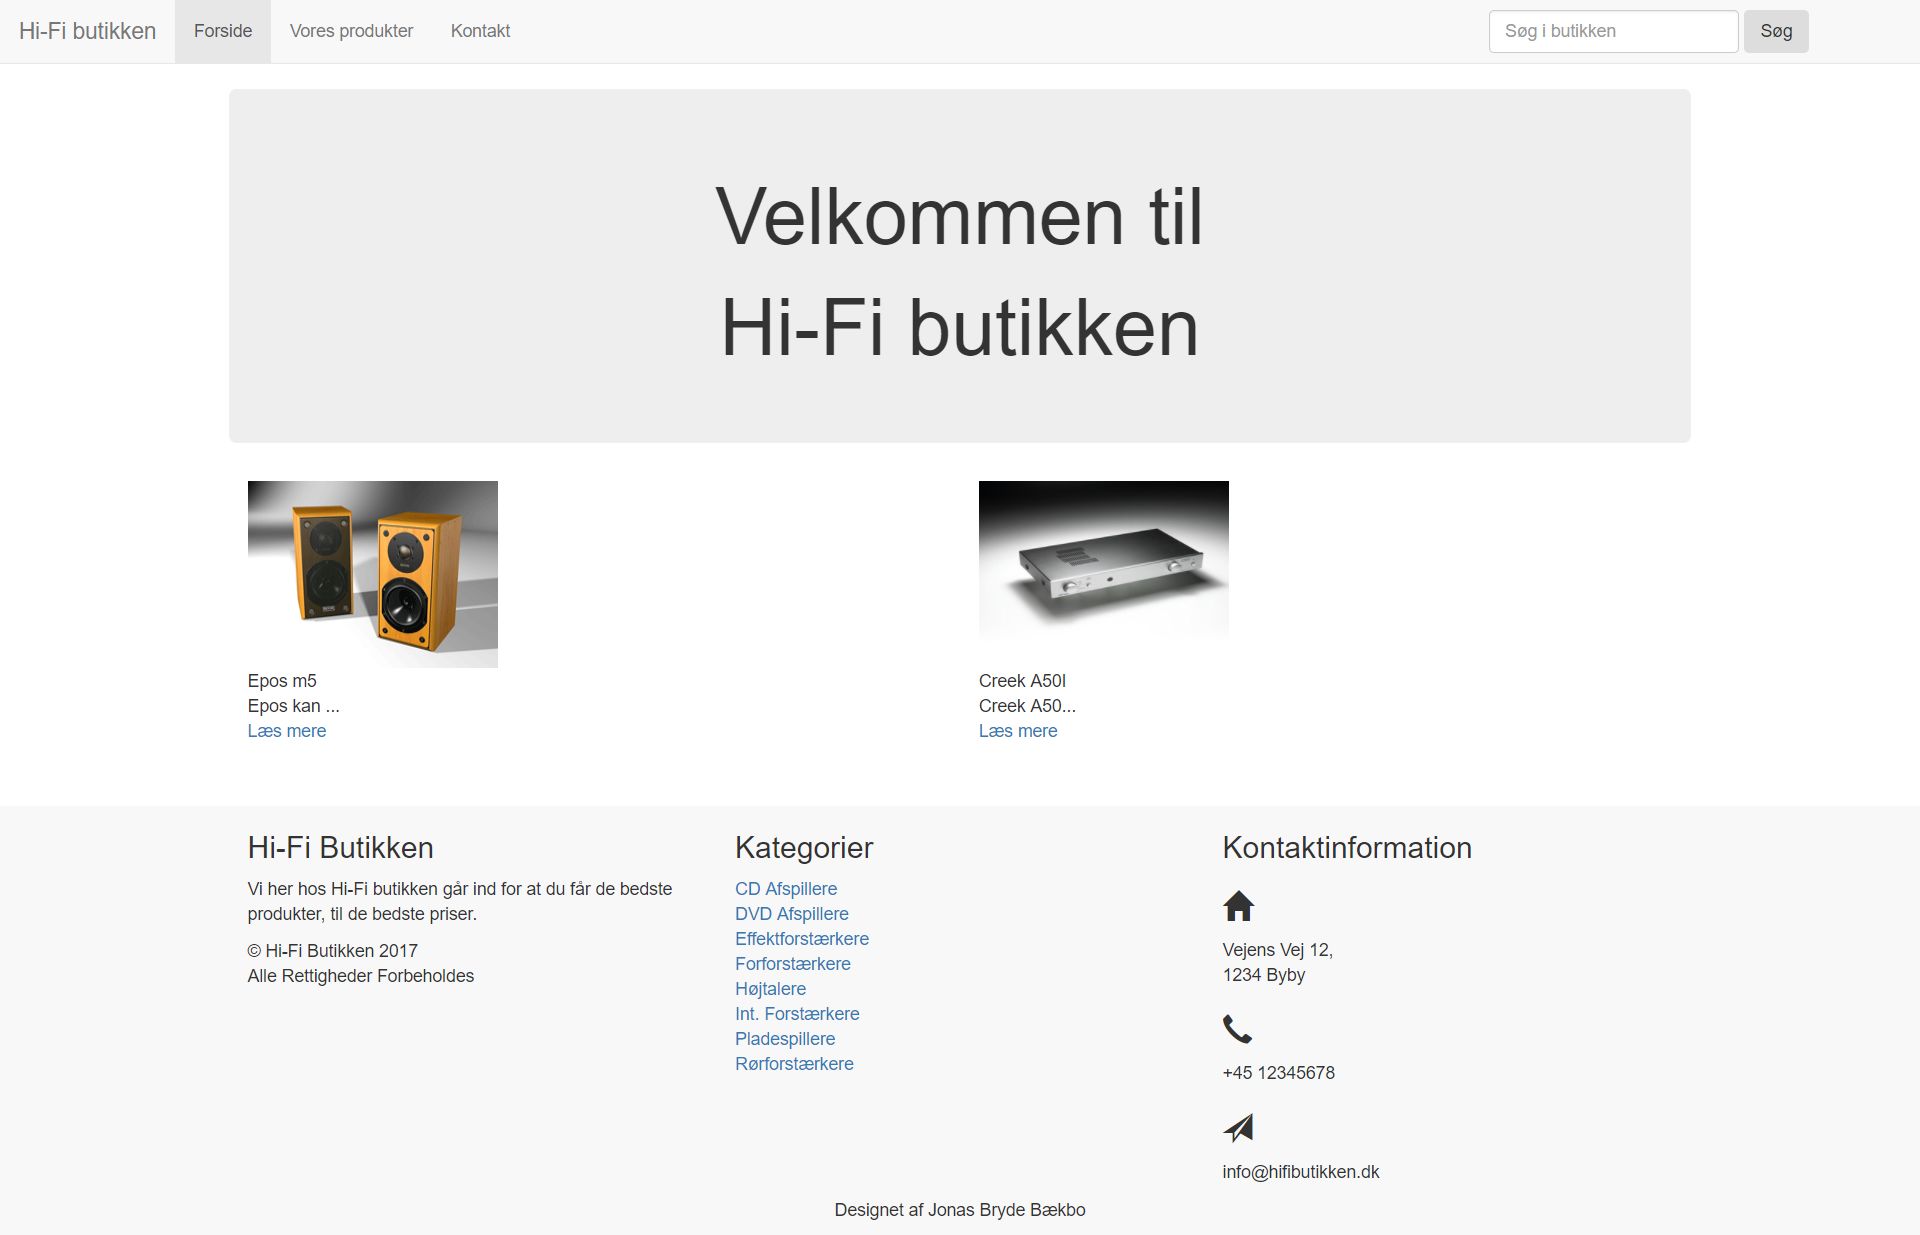 Hi-Fi butikken
Forside
Vores produkter
Kontakt
Søg i butikken
Søg
Velkommen til
Hi-Fi butikken
Epos m5
Epos kan ...
Læs mere
Creek A50I
Creek A50...
Læs mere
Hi-Fi Butikken
Vi her hos Hi-Fi butikken går ind for at du får de bedste
produkter, til de bedste priser.
© Hi-Fi Butikken 2017
Alle Rettigheder Forbeholdes
Kategorier
CD Afspillere
DVD Afspillere
Effektforstærkere
Forforstærkere
Højtalere
Int. Forstærkere
Pladespillere
Rørforstærkere
Kontaktinformation
Vejens Vej 12,
1234 Byby
+45 12345678
info@hifibutikken.dk
Designet af Jonas Bryde Bækbo